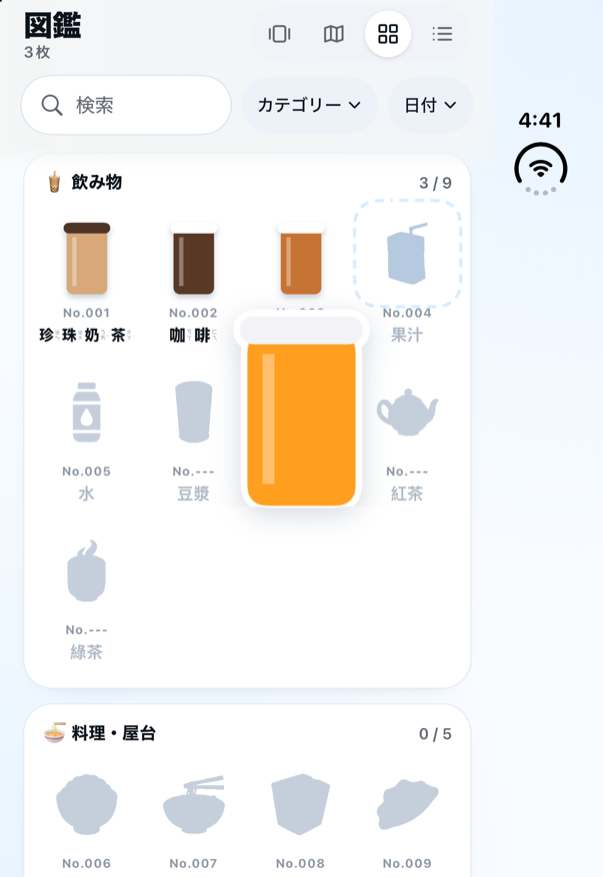 図鑑
3枚
4:41
検索
カテゴリー
日付
飲み物
3 / 9
No.001
No.002
No.004
珍珠奶茶
咖啡
果汁
No.005
No.---
No.---
水
豆漿
紅茶
No.---
綠茶
料理・屋台
0 / 5
No.006
No.007
No.008
No.009